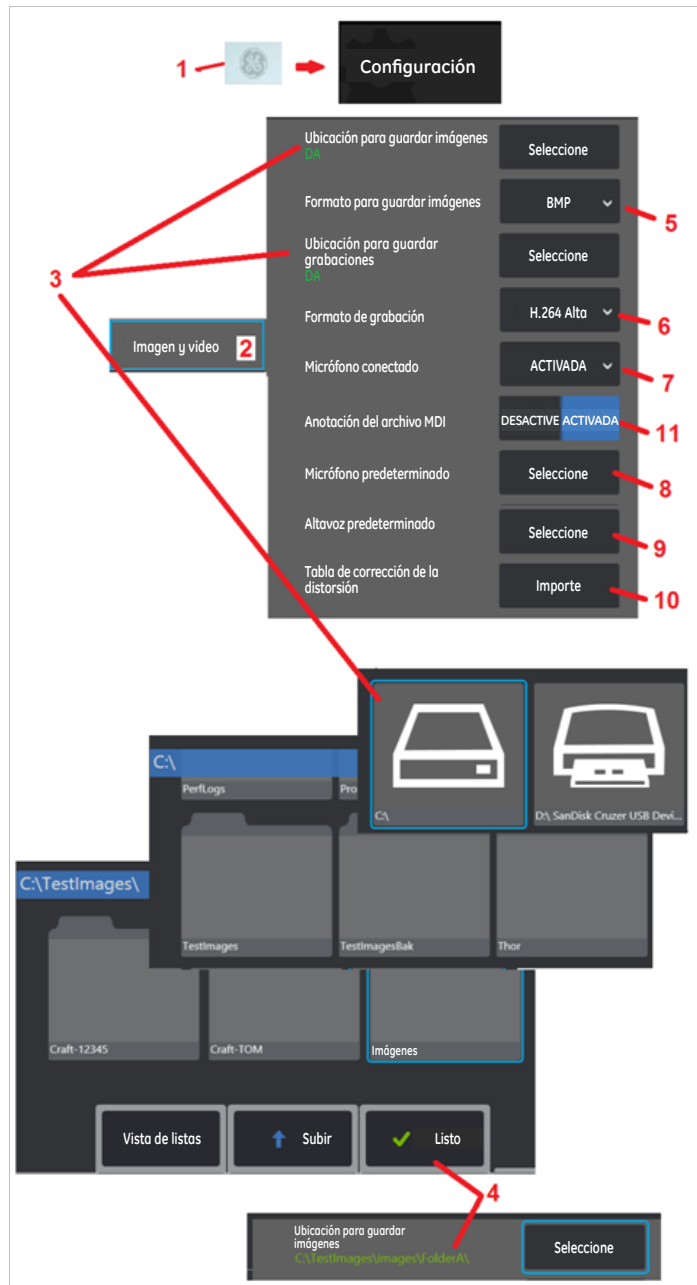 1
Configuración
Ubicación para guardar imágenes
DA
Seleccione
Formato para guardar imágenes
BMP
5
Ubicación para guardar
grabaciones
DA
Seleccione
3
Formato de grabación
H.264 Alta
6
Imagen y video 2
Micrófono conectado
ACTIVADA
7
Anotación del archivo MDI
DESACTIVE ACTIVADA
11
Micrófono predeterminado
Seleccione
8
Altavoz predeterminado
Seleccione
9
Tabla de corrección de la
distorsión
Importe
10
C:\
D:\ SanDisk Cruzer USB Devi...
C:\
PerfLogs
Pro
TestImages
TestImagesBak
Thor
C:\TestImages\
Craft-12345
Craft-TOM
Imágenes
Vista de listas
Subir
Listo
4
Ubicación para guardar
imágenes
C:\TestImages\images\FolderA\
Seleccione